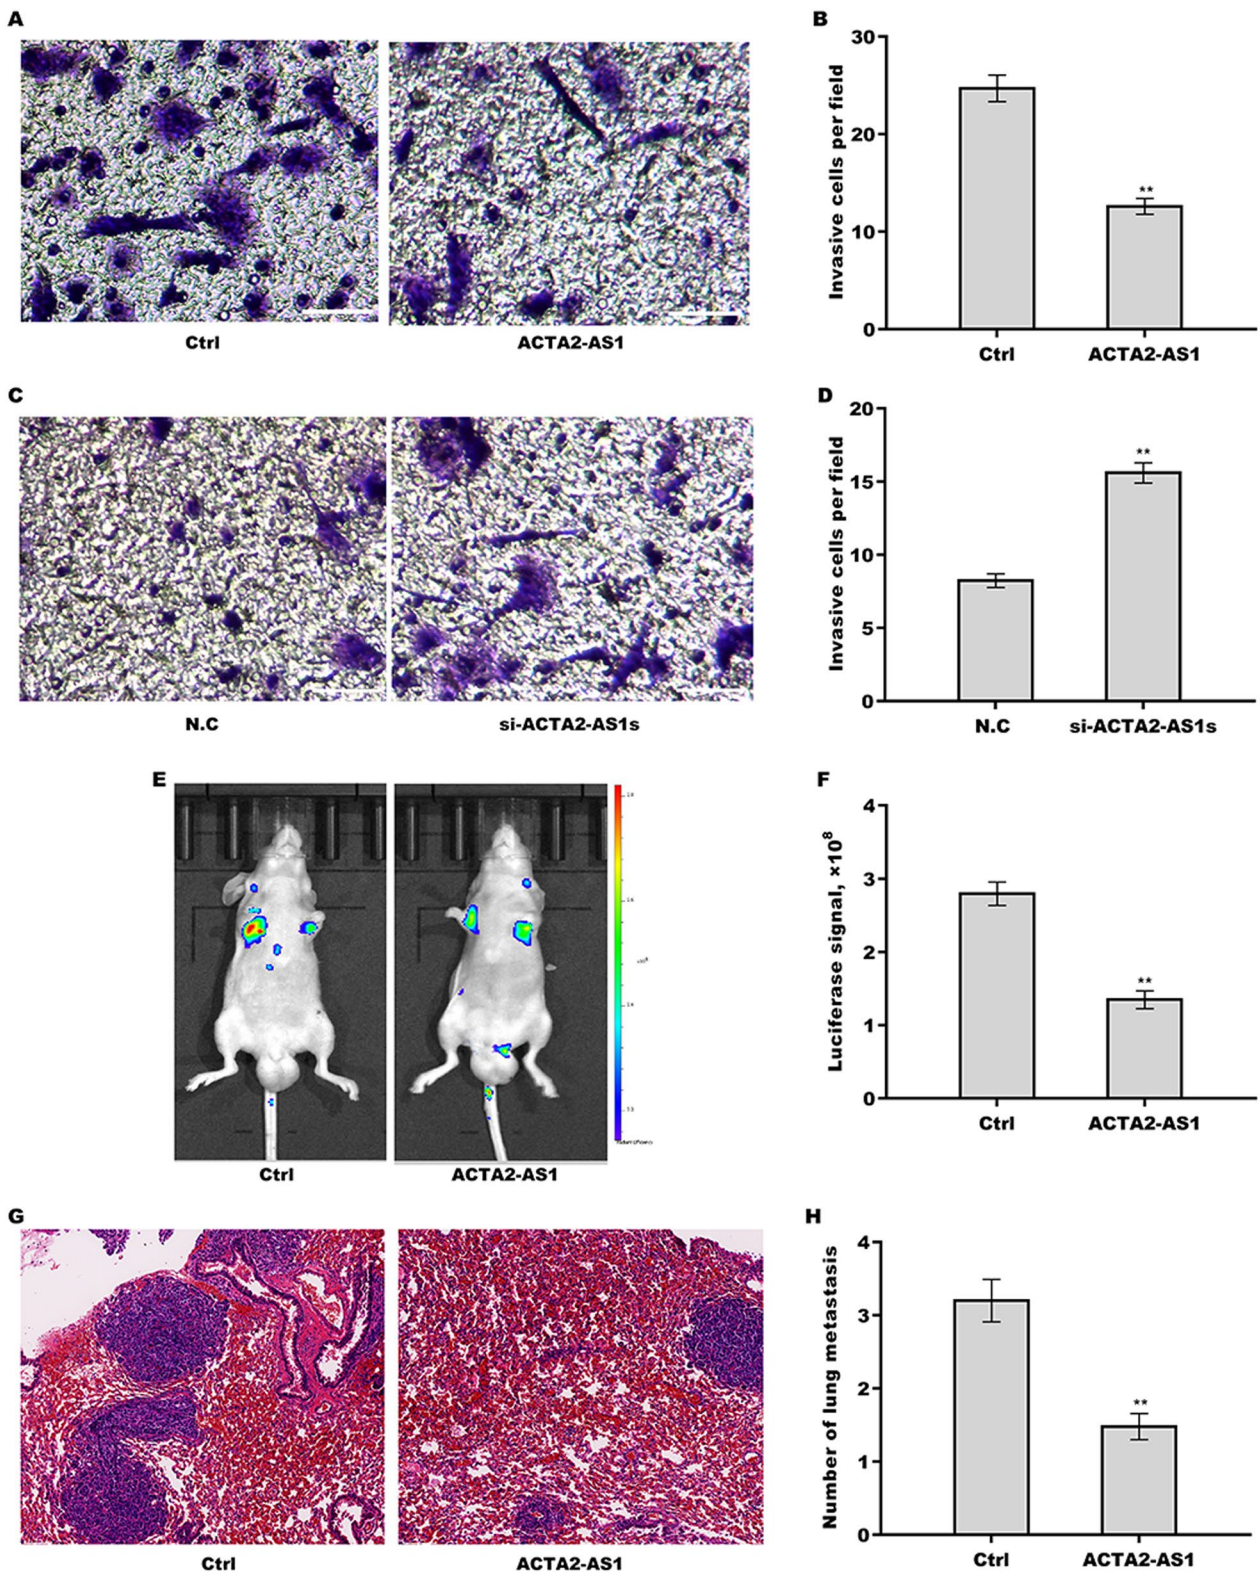 A
Ctrl
ACTA2-AS1
B
Invasive cells per field
30
20
10
0
**
Ctrl
ACTA2-AS1
C
N.C
si-ACTA2-AS1s
D
Invasive cells per field
20
15
10
5
0
**
N.C
si-ACTA2-AS1s
E
Ctrl
ACTA2-AS1
F
Luciferase signal, ×10⁸
4
3
2
1
0
**
Ctrl
ACTA2-AS1
G
Ctrl
ACTA2-AS1
H
Number of lung metastasis
4
3
2
1
0
**
Ctrl
ACTA2-AS1